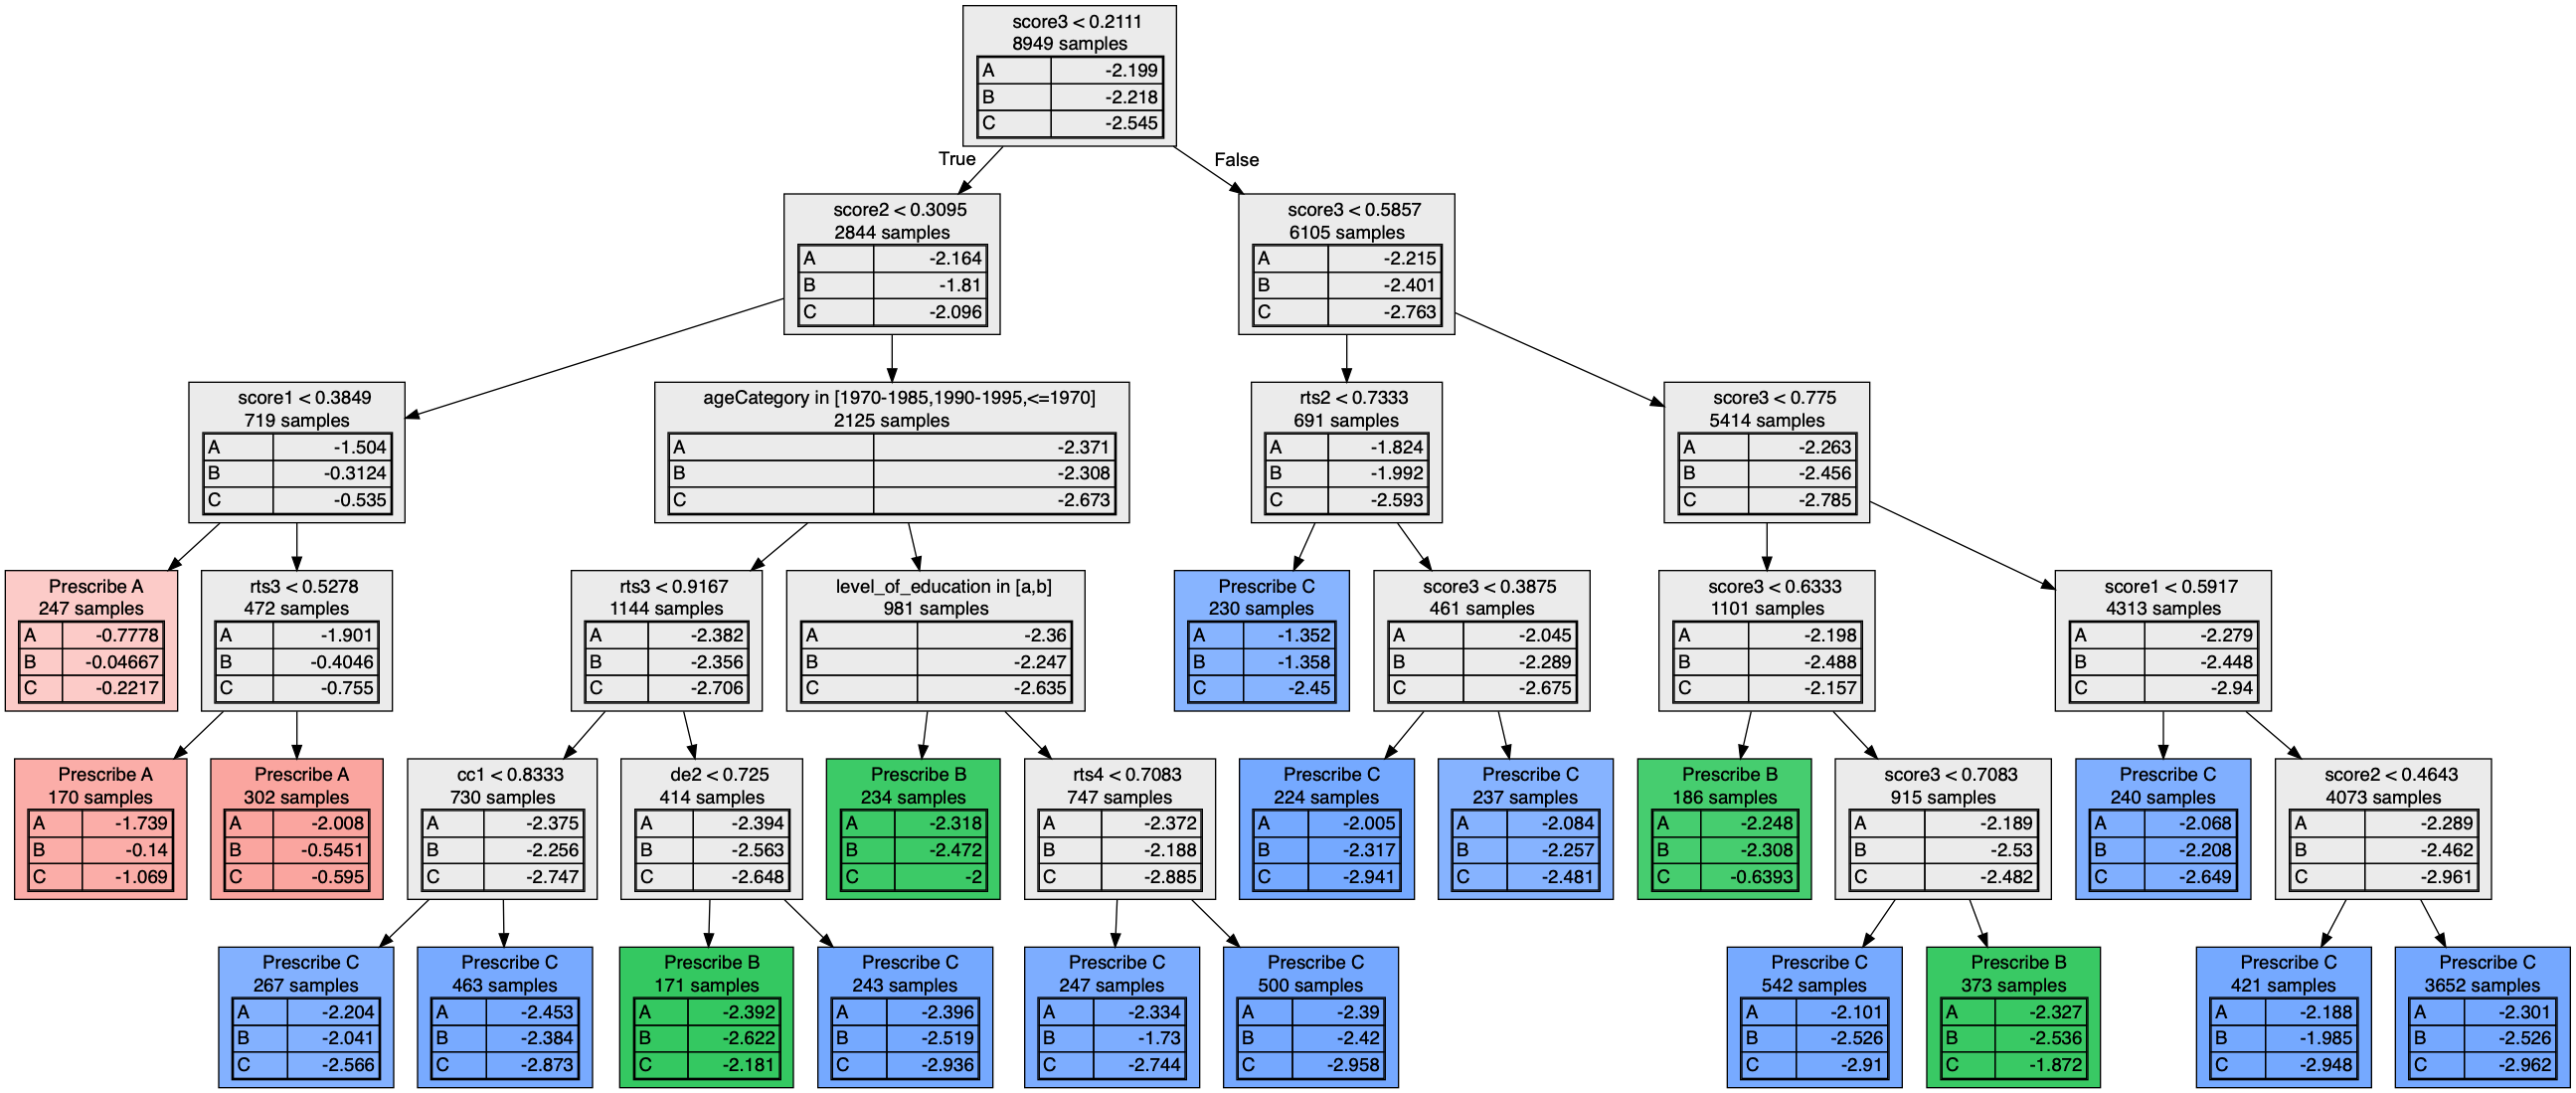 score3 < 0.2111
8949 samples
A -2.199
B -2.218
C -2.545
True
False
score2 < 0.3095
2844 samples
A -2.164
B -1.81
C -2.096
score3 < 0.5857
6105 samples
A -2.215
B -2.401
C -2.763
score1 < 0.3849
719 samples
A -1.504
B -0.3124
C -0.535
ageCategory in [1970-1985,1990-1995,<=1970]
2125 samples
A -2.371
B -2.308
C -2.673
rts2 < 0.7333
691 samples
A -1.824
B -1.992
C -2.593
score3 < 0.775
5414 samples
A -2.263
B -2.456
C -2.785
Prescribe A
247 samples
A -0.7778
B -0.04667
C -0.2217
rts3 < 0.5278
472 samples
A -1.901
B -0.4046
C -0.755
rts3 < 0.9167
1144 samples
A -2.382
B -2.356
C -2.706
level_of_education in [a,b]
981 samples
A -2.36
B -2.247
C -2.635
Prescribe C
230 samples
A -1.352
B -1.358
C -2.45
score3 < 0.3875
461 samples
A -2.045
B -2.289
C -2.675
score3 < 0.6333
1101 samples
A -2.198
B -2.488
C -2.157
score1 < 0.5917
4313 samples
A -2.279
B -2.448
C -2.94
Prescribe A
170 samples
A -1.739
B -0.14
C -1.069
Prescribe A
302 samples
A -2.008
B -0.5451
C -0.595
cc1 < 0.8333
730 samples
A -2.375
B -2.256
C -2.747
de2 < 0.725
414 samples
A -2.394
B -2.563
C -2.648
Prescribe B
234 samples
A -2.318
B -2.472
C -2
rts4 < 0.7083
747 samples
A -2.372
B -2.188
C -2.885
Prescribe C
224 samples
A -2.005
B -2.317
C -2.941
Prescribe C
237 samples
A -2.084
B -2.257
C -2.481
Prescribe B
186 samples
A -2.248
B -2.308
C -0.6393
score3 < 0.7083
915 samples
A -2.189
B -2.53
C -2.482
Prescribe C
240 samples
A -2.068
B -2.208
C -2.649
score2 < 0.4643
4073 samples
A -2.289
B -2.462
C -2.961
Prescribe C
267 samples
A -2.204
B -2.041
C -2.566
Prescribe C
463 samples
A -2.453
B -2.384
C -2.873
Prescribe B
171 samples
A -2.392
B -2.622
C -2.181
Prescribe C
243 samples
A -2.396
B -2.519
C -2.936
Prescribe C
247 samples
A -2.334
B -1.73
C -2.744
Prescribe C
500 samples
A -2.39
B -2.42
C -2.958
Prescribe C
542 samples
A -2.101
B -2.526
C -2.91
Prescribe B
373 samples
A -2.327
B -2.536
C -1.872
Prescribe C
421 samples
A -2.188
B -1.985
C -2.948
Prescribe C
3652 samples
A -2.301
B -2.526
C -2.962